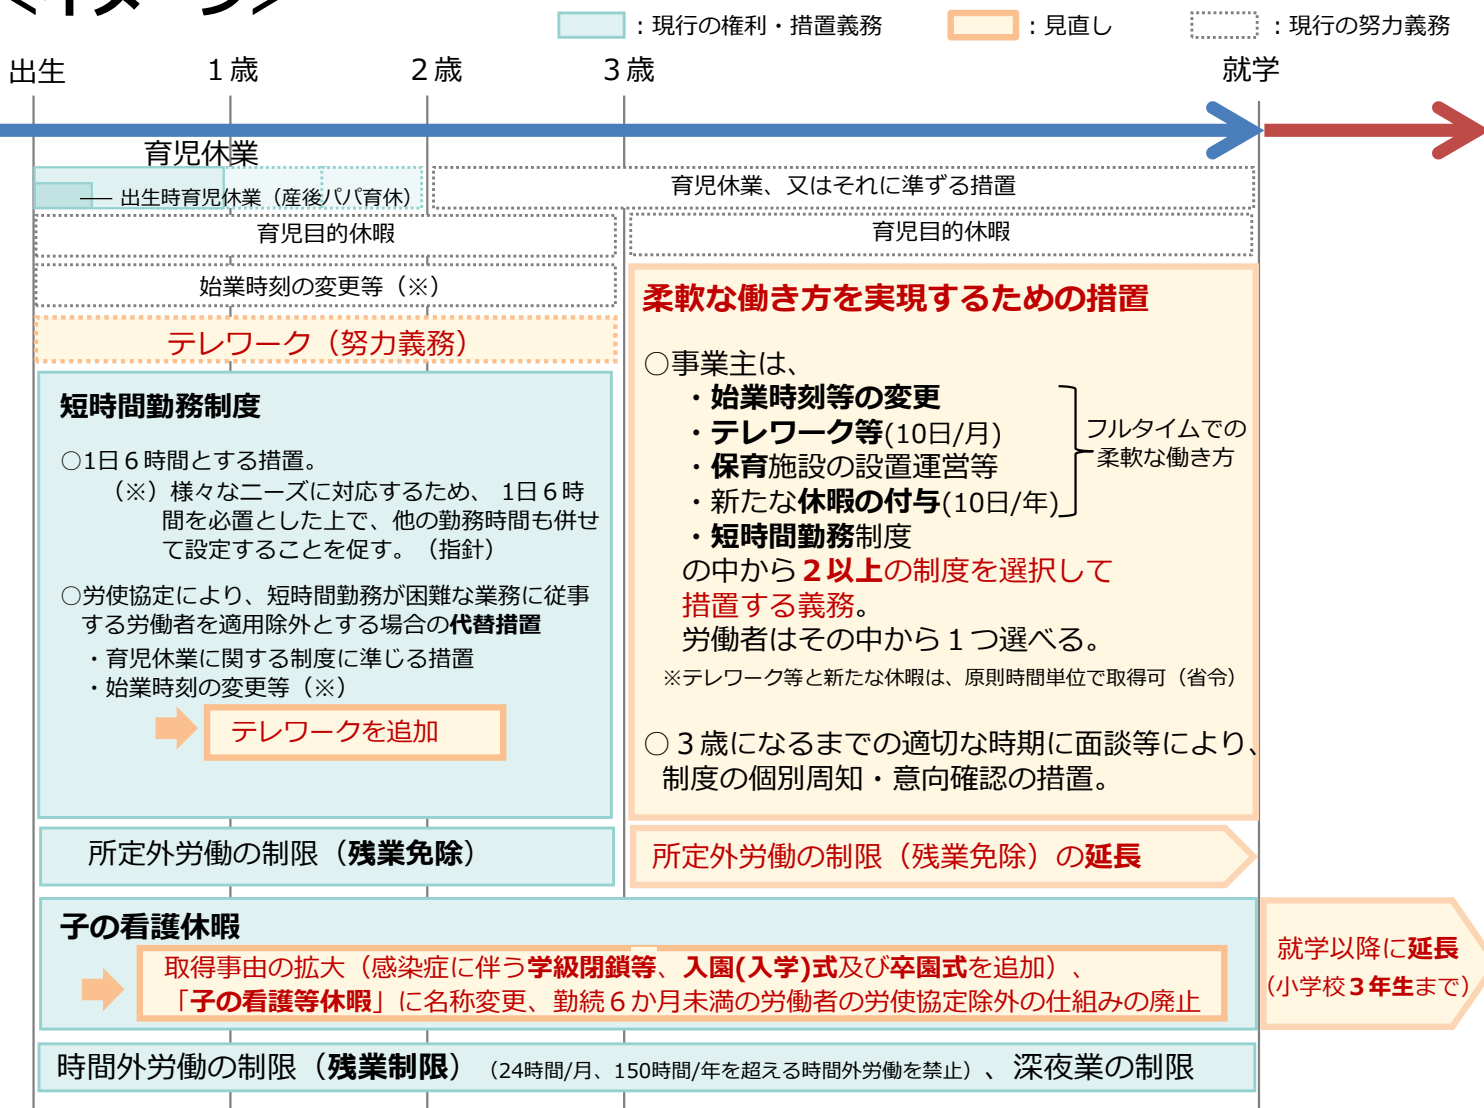 <イメージ>
：現行の権利・措置義務
：見直し
：現行の努力義務
出生
１歳
２歳
３歳
就学
育児休業
出生時育児休業（産後パパ育休）
育児休業、又はそれに準ずる措置
育児目的休暇
育児目的休暇
始業時刻の変更等（※）
テレワーク（努力義務）
短時間勤務制度
○1日６時間とする措置。
（※）様々なニーズに対応するため、 1日６時
間を必置とした上で、他の勤務時間も併せ
て設定することを促す。（指針）
○労使協定により、短時間勤務が困難な業務に従事
する労働者を適用除外とする場合の代替措置
・育児休業に関する制度に準じる措置
・始業時刻の変更等（※）
テレワークを追加
柔軟な働き方を実現するための措置
○事業主は、
・始業時刻等の変更
・テレワーク等(10日/月)
・保育施設の設置運営等
・新たな休暇の付与(10日/年)
・短時間勤務制度
フルタイムでの
柔軟な働き方
の中から２以上の制度を選択して
措置する義務。
労働者はその中から１つ選べる。
※テレワーク等と新たな休暇は、原則時間単位で取得可（省令）
○３歳になるまでの適切な時期に面談等により、
制度の個別周知・意向確認の措置。
所定外労働の制限（残業免除）
所定外労働の制限（残業免除）の延長
子の看護休暇
取得事由の拡大（感染症に伴う学級閉鎖等、入園(入学)式及び卒園式を追加）、
「子の看護等休暇」に名称変更、勤続６か月未満の労働者の労使協定除外の仕組みの廃止
就学以降に延長
（小学校３年生まで）
時間外労働の制限（残業制限）（24時間/月、150時間/年を超える時間外労働を禁止）、深夜業の制限